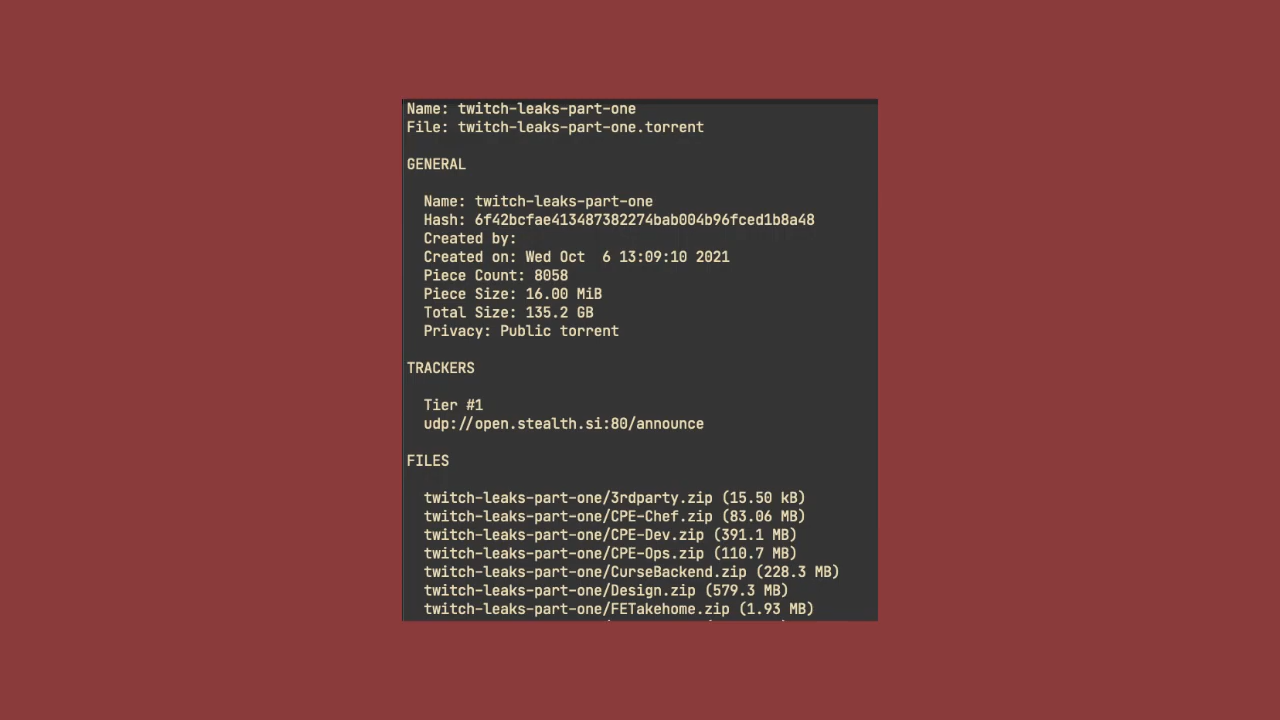 Name: twitch-leaks-part-one
File: twitch-leaks-part-one.torrent
GENERAL
Name: twitch-leaks-part-one
Hash: 6f42bcfae413487382274bab004b96fced1b8a48
Created by:
Created on: Wed Oct  6 13:09:10 2021
Piece Count: 8058
Piece Size: 16.00 MiB
Total Size: 135.2 GB
Privacy: Public torrent
TRACKERS
Tier #1
udp://open.stealth.si:80/announce
FILES
twitch-leaks-part-one/3rdparty.zip (15.50 kB)
twitch-leaks-part-one/CPE-Chef.zip (83.06 MB)
twitch-leaks-part-one/CPE-Dev.zip (391.1 MB)
twitch-leaks-part-one/CPE-Ops.zip (110.7 MB)
twitch-leaks-part-one/CurseBackend.zip (228.3 MB)
twitch-leaks-part-one/Design.zip (579.3 MB)
twitch-leaks-part-one/FETakehome.zip (1.93 MB)